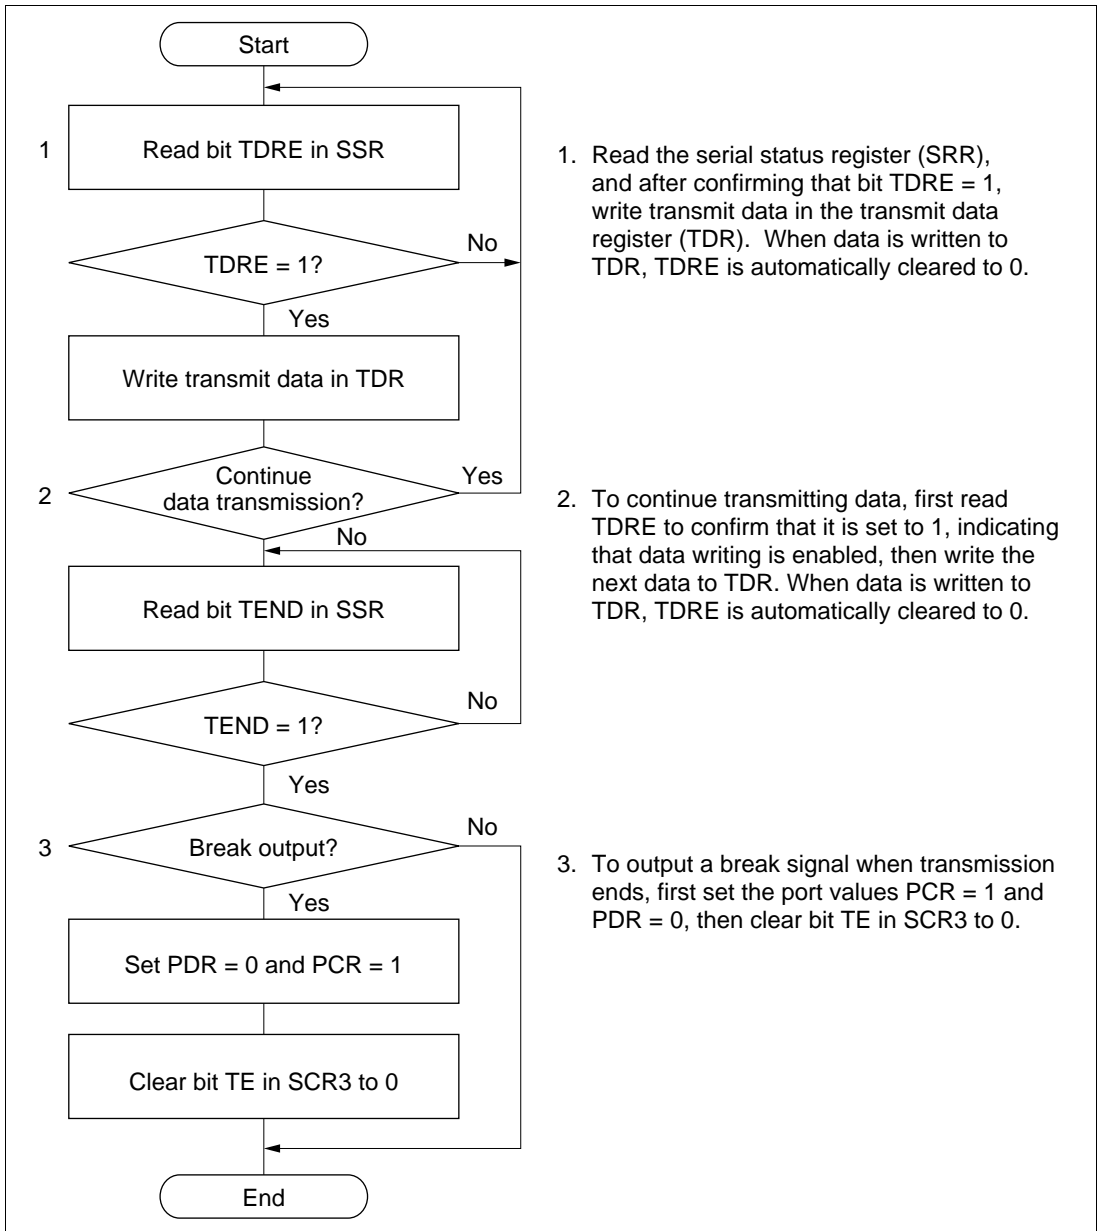 Start
1
Read bit TDRE in SSR
TDRE = 1?
No
Yes
Write transmit data in TDR
2
Continue
data transmission?
Yes
No
Read bit TEND in SSR
TEND = 1?
No
Yes
3
Break output?
No
Yes
Set PDR = 0 and PCR = 1
Clear bit TE in SCR3 to 0
End
1. Read the serial status register (SRR),
and after confirming that bit TDRE = 1,
write transmit data in the transmit data
register (TDR). When data is written to
TDR, TDRE is automatically cleared to 0.
2. To continue transmitting data, first read
TDRE to confirm that it is set to 1, indicating
that data writing is enabled, then write the
next data to TDR. When data is written to
TDR, TDRE is automatically cleared to 0.
3. To output a break signal when transmission
ends, first set the port values PCR = 1 and
PDR = 0, then clear bit TE in SCR3 to 0.